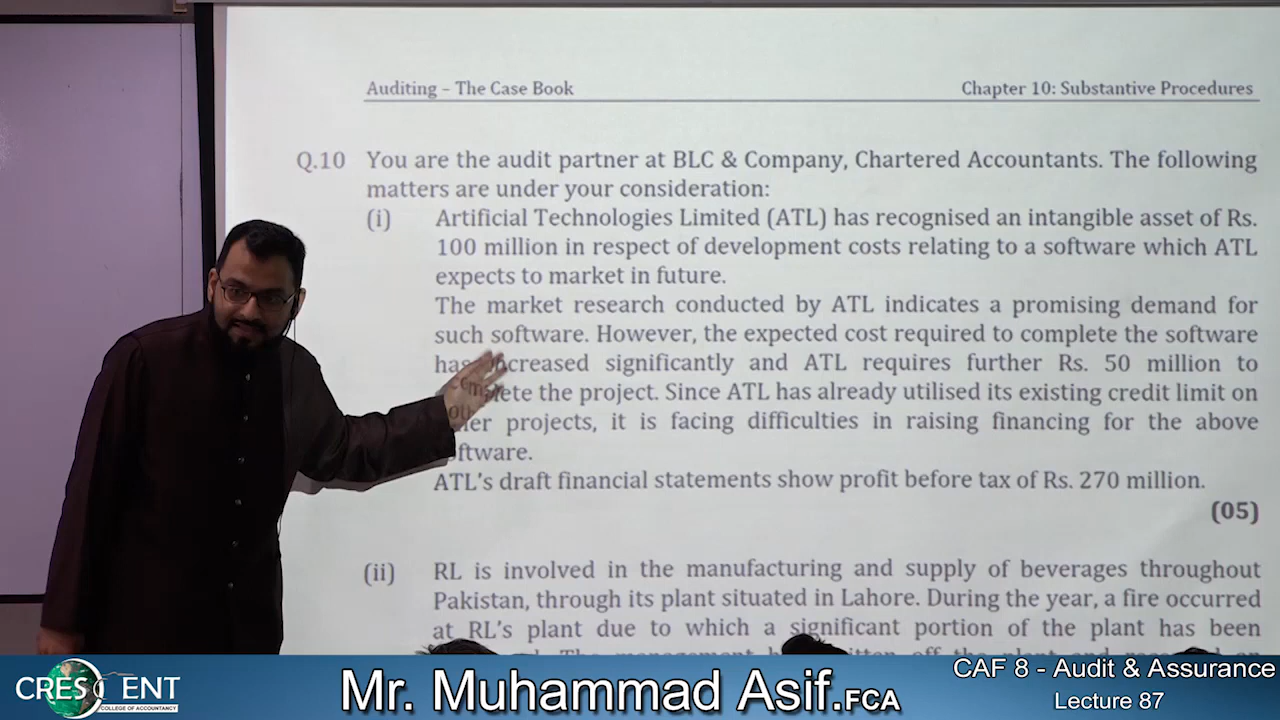 Auditing – The Case Book
Chapter 10: Substantive Procedures
Q.10 You are the audit partner at BLC & Company, Chartered Accountants. The following
matters are under your consideration:
(i) Artificial Technologies Limited (ATL) has recognised an intangible asset of Rs.
100 million in respect of development costs relating to a software which ATL
expects to market in future.
The market research conducted by ATL indicates a promising demand for
such software. However, the expected cost required to complete the software
has increased significantly and ATL requires further Rs. 50 million to
complete the project. Since ATL has already utilised its existing credit limit on
projects, it is facing difficulties in raising financing for the above
software.
ATL's draft financial statements show profit before tax of Rs. 270 million.
(05)
(ii) RL is involved in the manufacturing and supply of beverages throughout
Pakistan, through its plant situated in Lahore. During the year, a fire occurred
at RL's plant due to which a significant portion of the plant has been
The management off the plant and
CRESCENT
COLLEGE OF ACCOUNTANCY
Mr. Muhammad Asif.FCA
CAF 8 - Audit & Assurance
Lecture 87